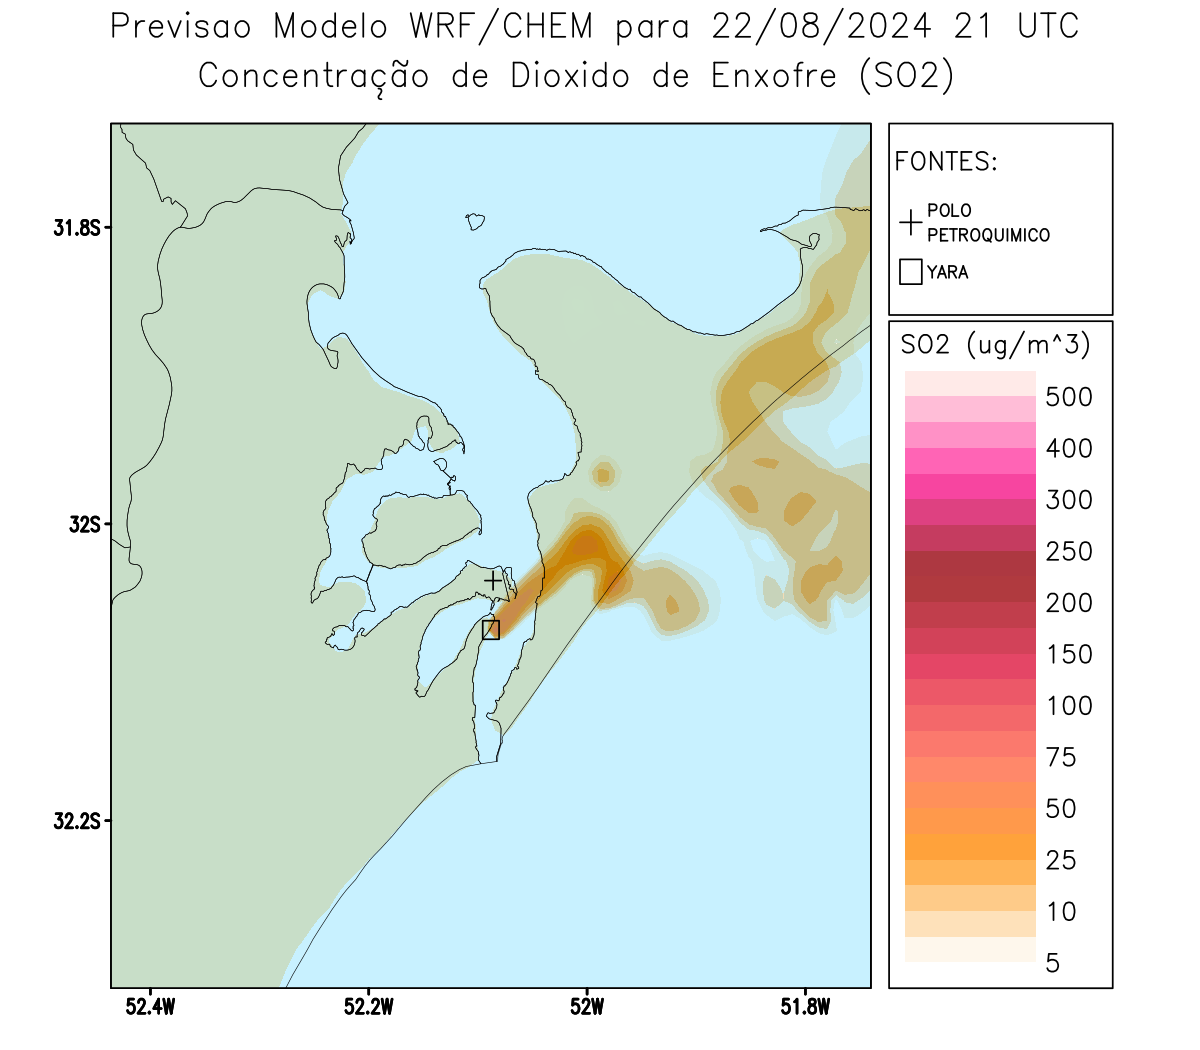 Previsao Modelo WRF/CHEM para 22/08/2024 21 UTC
Concentração de Dioxido de Enxofre (SO2)
31.8S
32S
32.2S
52.4W
52.2W
52W
51.8W
FONTES:
POLO
PETROQUIMICO
YARA
SO2 (ug/m^3)
500
400
300
250
200
150
100
75
50
25
10
5